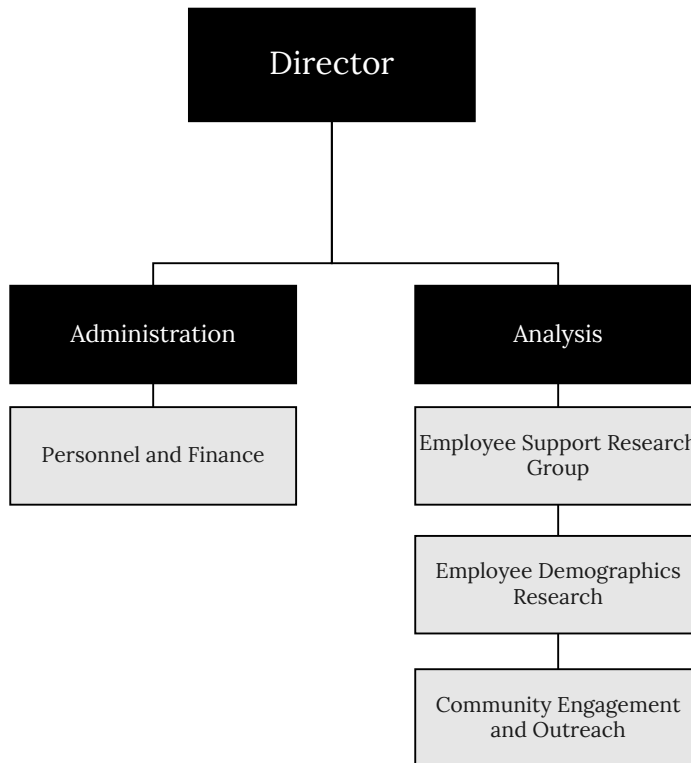 Director
Administration
Personnel and Finance
Analysis
Employee Support Research
Group
Employee Demographics
Research
Community Engagement
and Outreach